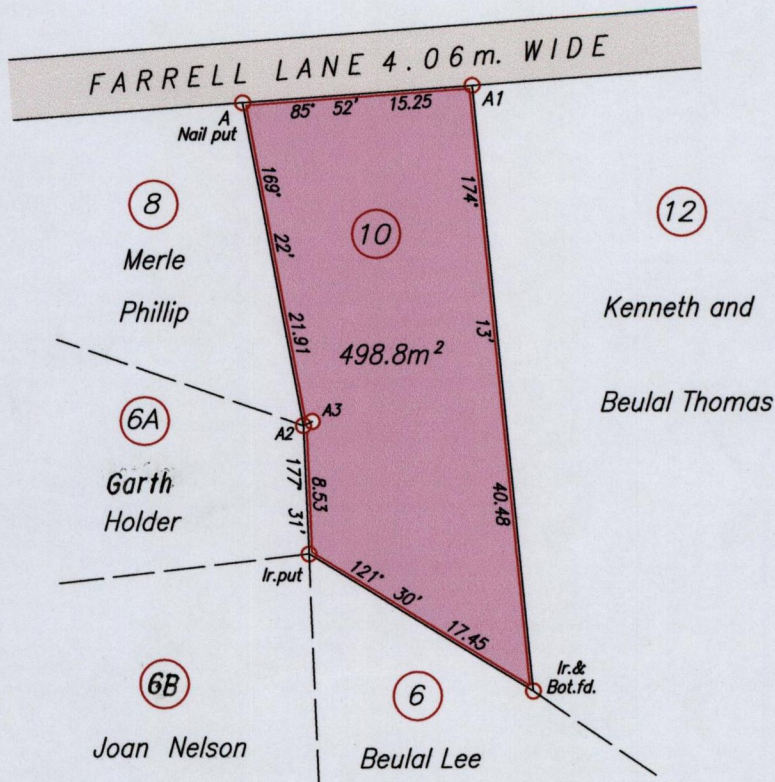 FARRELL LANE 4.06m. WIDE
A
Nail put
85° 52' 15.25
A1
169°
22'
21.91
174°
13'
40.48
8
Merle
Phillip
10
498.8m²
12
Kenneth and
Beulal Thomas
A2
A3
6A
Garth
Holder
177°
31'
8.53
Ir.put
121°
30'
17.45
Ir.&
Bot.fd.
6B
Joan Nelson
6
Beulal Lee